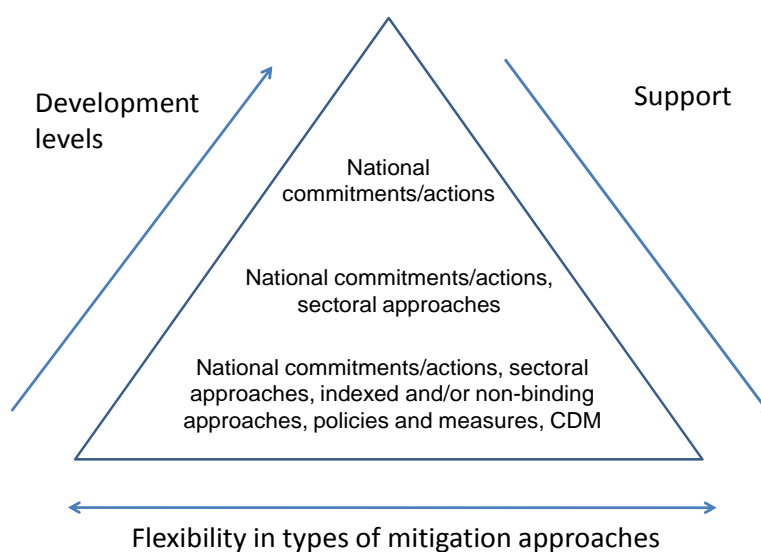 Development
levels
Support
National
commitments/actions
National commitments/actions,
sectoral approaches
National commitments/actions, sectoral
approaches, indexed and/or non-binding
approaches, policies and measures, CDM
Flexibility in types of mitigation approaches